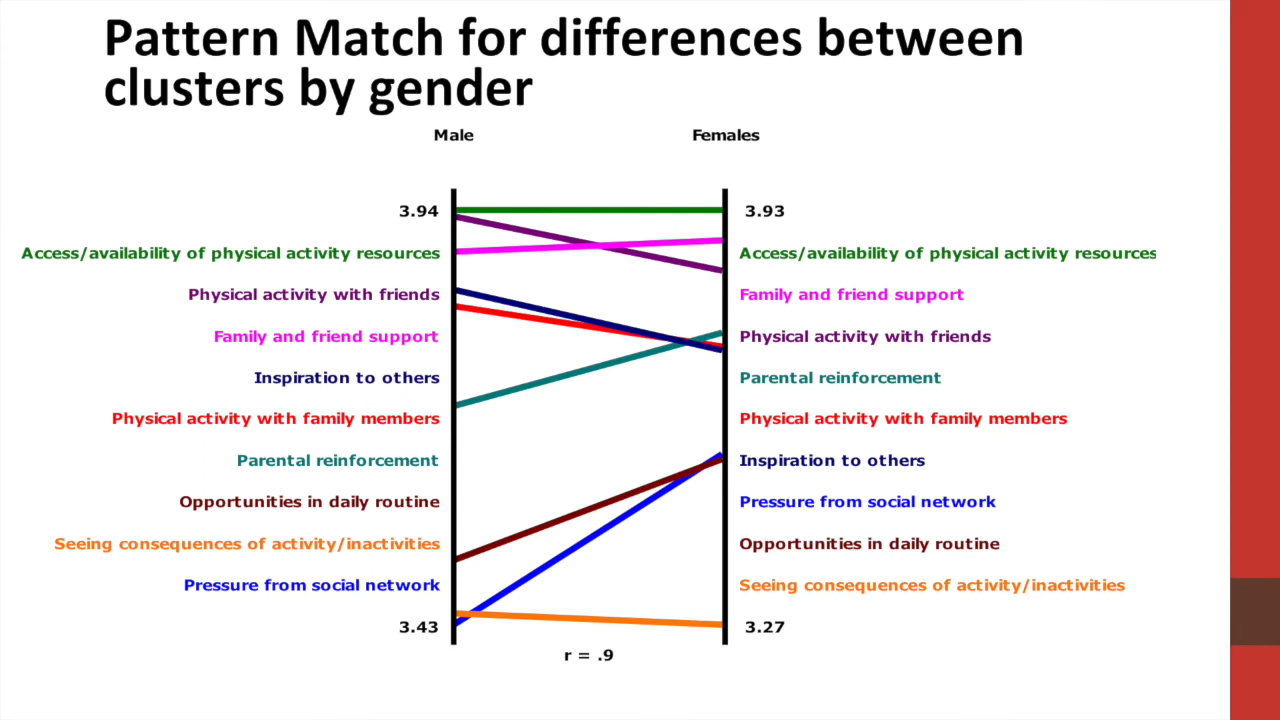 Pattern Match for differences between
clusters by gender
Male
Females
3.94
3.93
Access/availability of physical activity resources
Access/availability of physical activity resources
Physical activity with friends
Family and friend support
Family and friend support
Physical activity with friends
Inspiration to others
Parental reinforcement
Physical activity with family members
Physical activity with family members
Parental reinforcement
Inspiration to others
Opportunities in daily routine
Pressure from social network
Seeing consequences of activity/inactivities
Opportunities in daily routine
Pressure from social network
Seeing consequences of activity/inactivities
3.43
3.27
r = .9